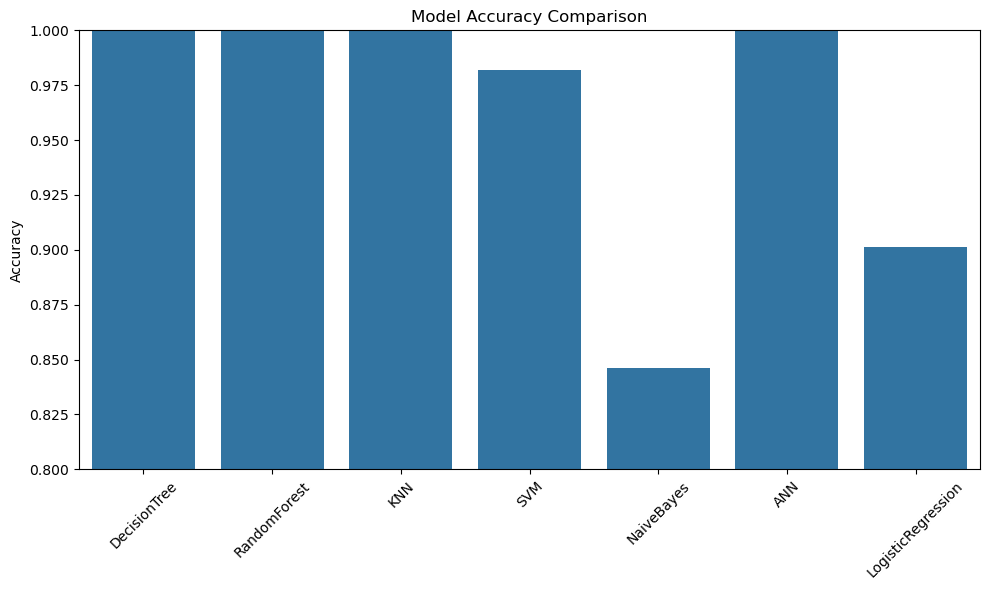 Model Accuracy Comparison
Accuracy
1.000
0.975
0.950
0.925
0.900
0.875
0.850
0.825
0.800
DecisionTree
RandomForest
KNN
SVM
NaiveBayes
ANN
LogisticRegression